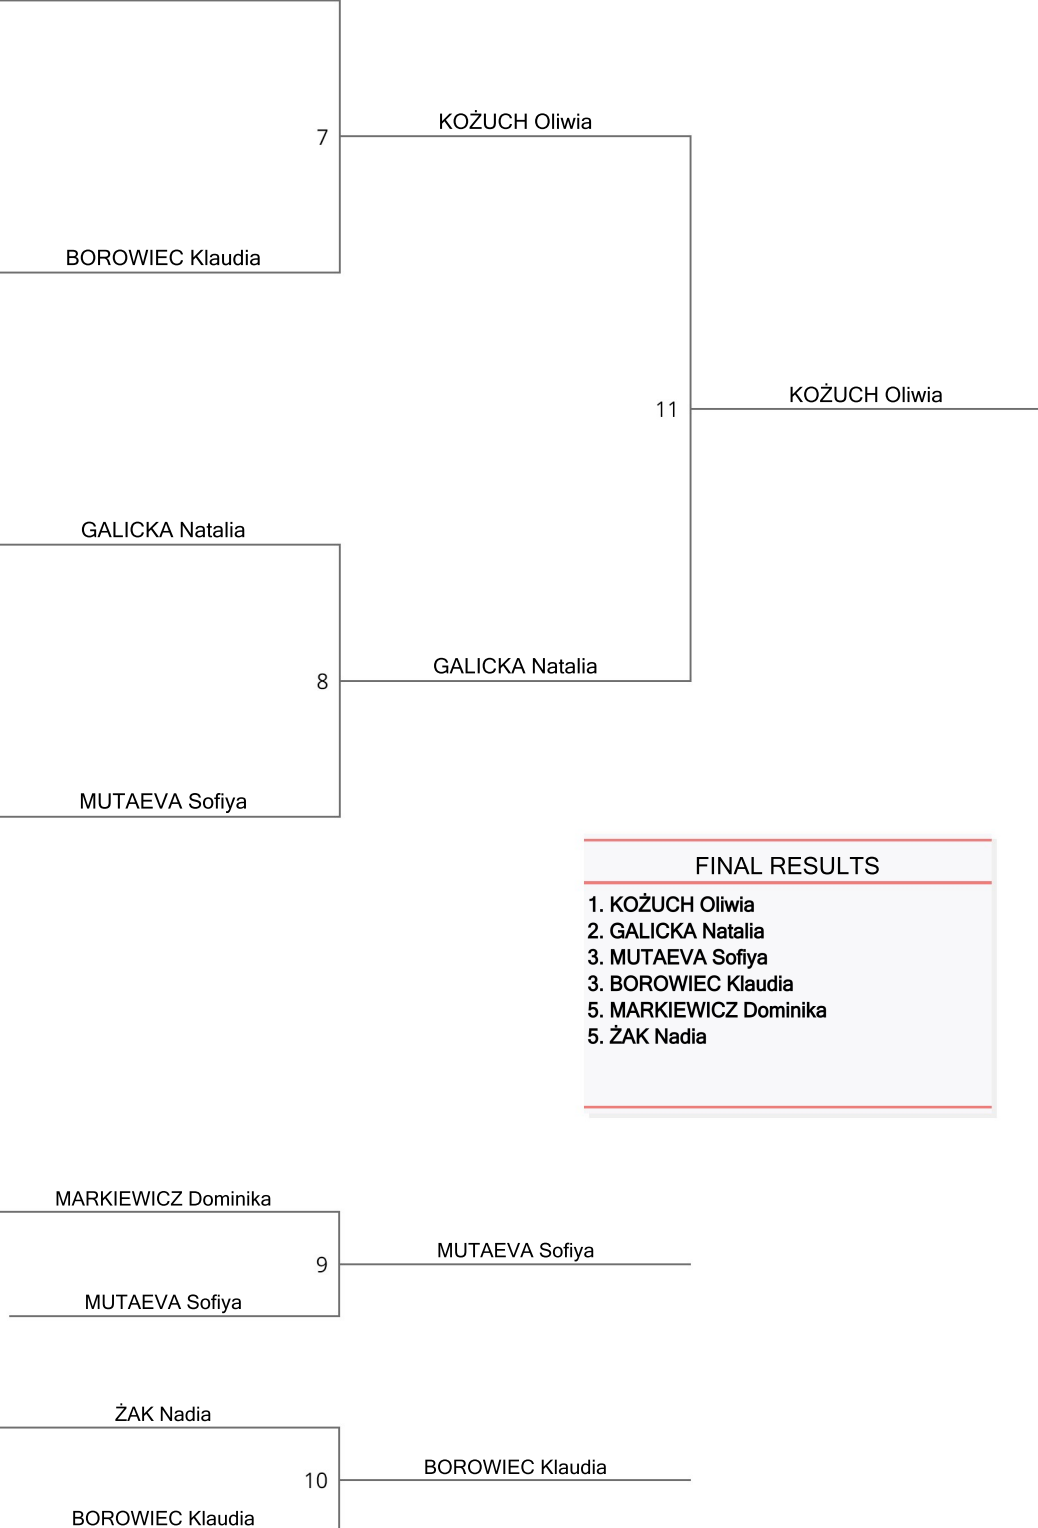 KOŻUCH Oliwia
7
BOROWIEC Klaudia
KOŻUCH Oliwia
11
GALICKA Natalia
GALICKA Natalia
8
MUTAEVA Sofiya
FINAL RESULTS
1. KOŻUCH Oliwia
2. GALICKA Natalia
3. MUTAEVA Sofiya
3. BOROWIEC Klaudia
5. MARKIEWICZ Dominika
5. ŻAK Nadia
MARKIEWICZ Dominika
MUTAEVA Sofiya
9
MUTAEVA Sofiya
ŻAK Nadia
BOROWIEC Klaudia
10
BOROWIEC Klaudia